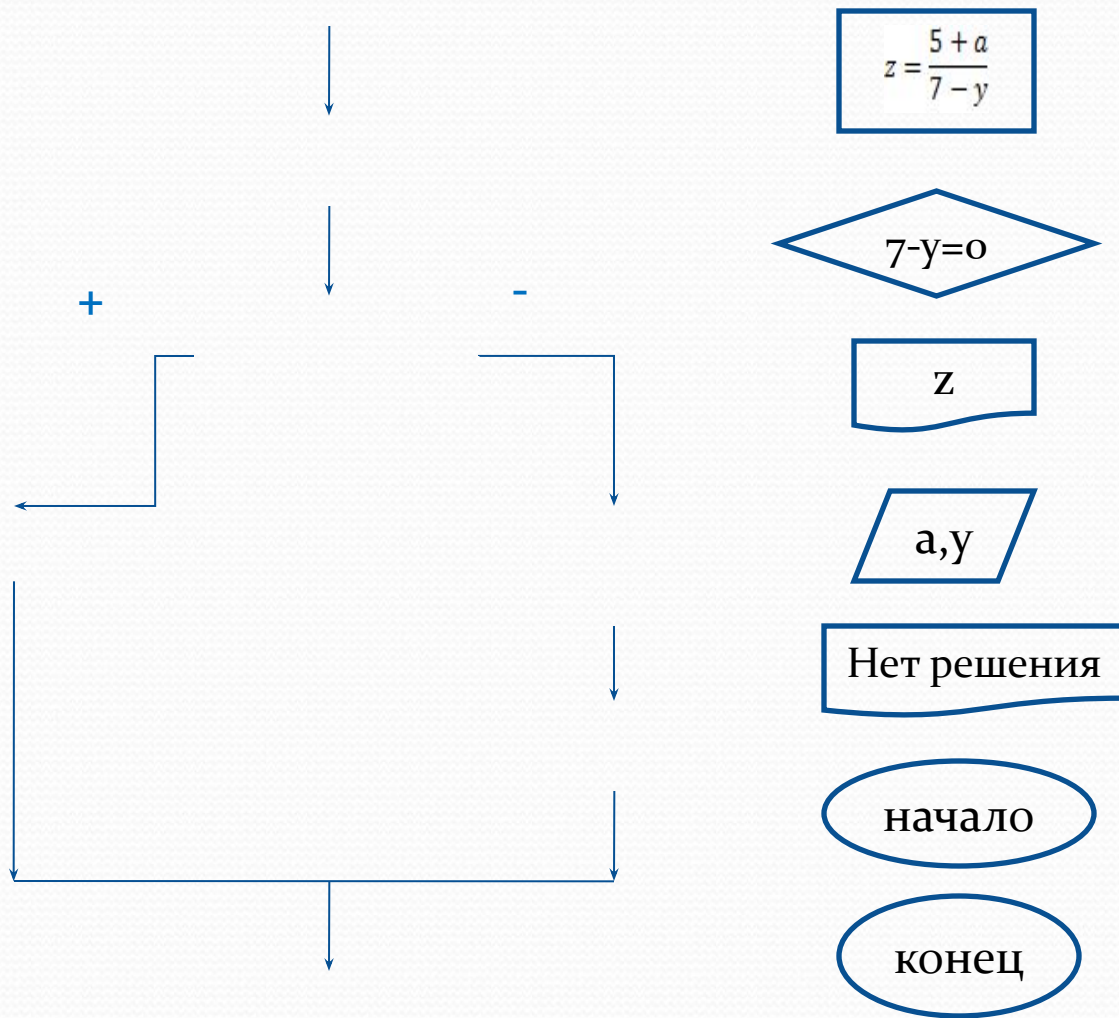 z = (5 + a)/(7 − y)
+
-
7-y=0
z
a,y
Нет решения
начало
конец